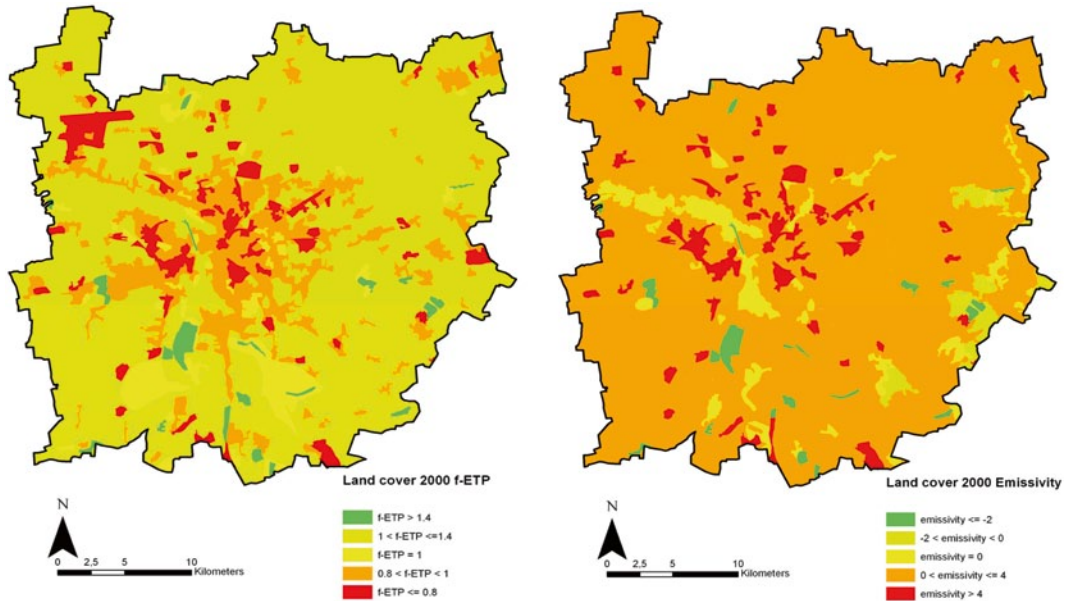 Land cover 2000 f-ETP
N
f-ETP > 1.4
1 < f-ETP <=1.4
f-ETP = 1
0.8 < f-ETP < 1
f-ETP <= 0.8
0 2.5 5 10
Kilometers
Land cover 2000 Emissivity
N
emissivity <= -2
-2 < emissivity < 0
emissivity = 0
0 < emissivity <= 4
emissivity > 4
0 2.5 5 10
Kilometers